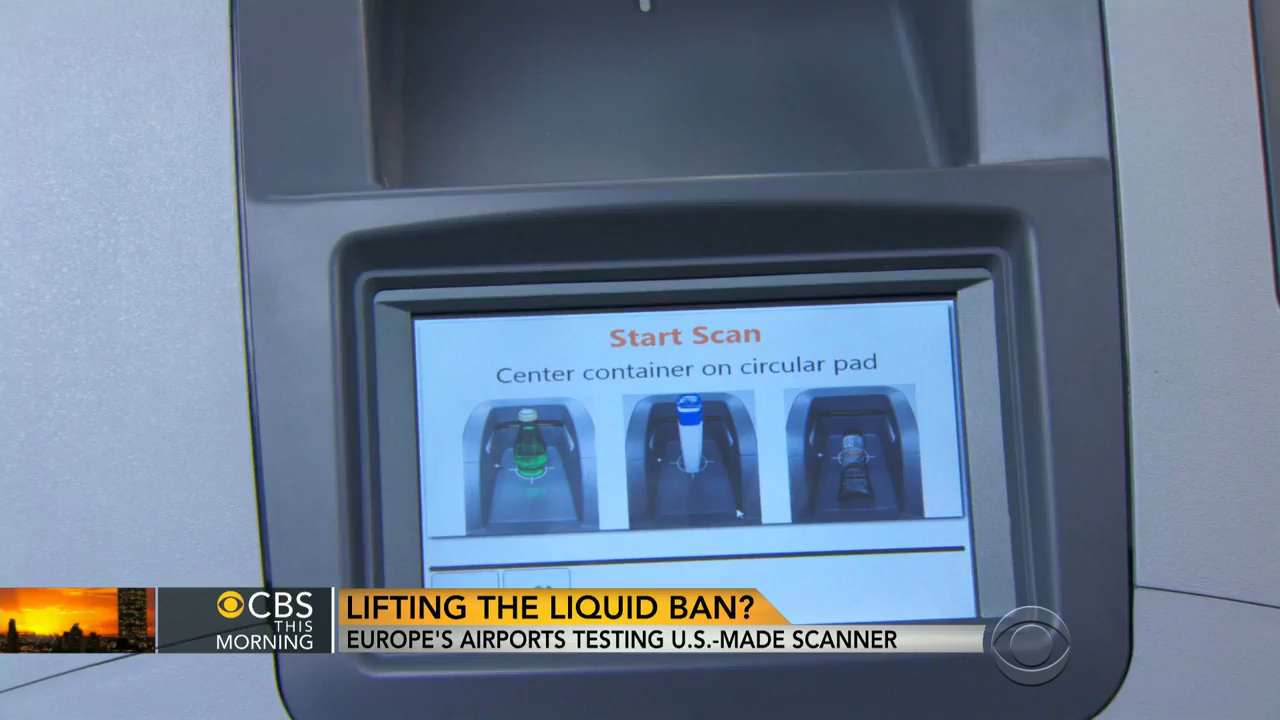 Start Scan
Center container on circular pad
CBS
THIS
MORNING
LIFTING THE LIQUID BAN?
EUROPE'S AIRPORTS TESTING U.S.-MADE SCANNER